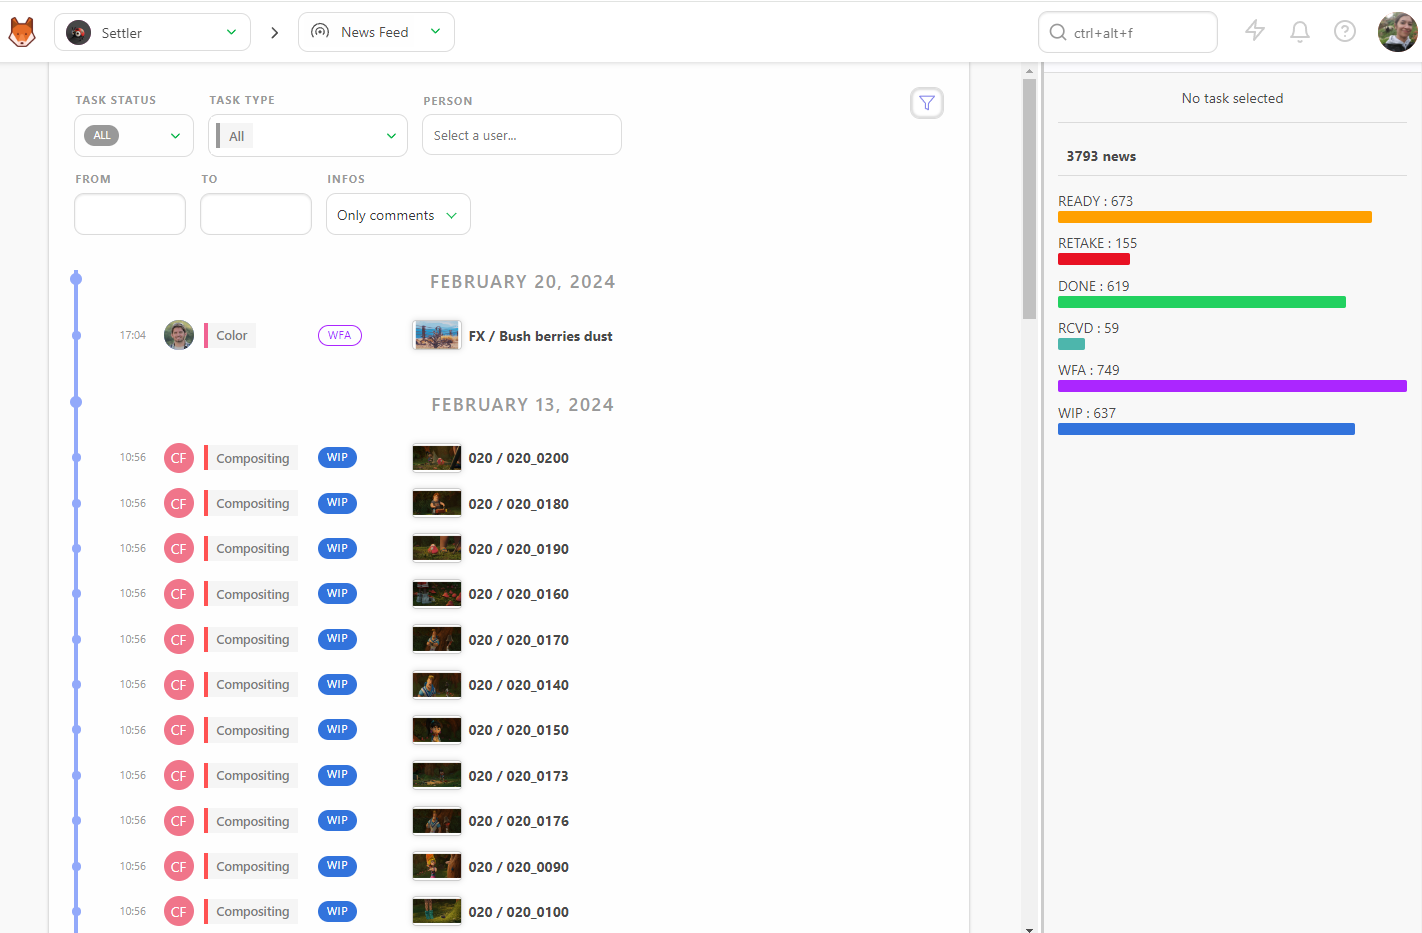 Settler
News Feed
ctrl+alt+f
TASK STATUS
TASK TYPE
PERSON
ALL
All
Select a user...
FROM
TO
INFOS
Only comments
FEBRUARY 20, 2024
17:04 Color WFA FX / Bush berries dust
FEBRUARY 13, 2024
10:56 CF Compositing WIP 020 / 020_0200
10:56 CF Compositing WIP 020 / 020_0180
10:56 CF Compositing WIP 020 / 020_0190
10:56 CF Compositing WIP 020 / 020_0160
10:56 CF Compositing WIP 020 / 020_0170
10:56 CF Compositing WIP 020 / 020_0140
10:56 CF Compositing WIP 020 / 020_0150
10:56 CF Compositing WIP 020 / 020_0173
10:56 CF Compositing WIP 020 / 020_0176
10:56 CF Compositing WIP 020 / 020_0090
10:56 CF Compositing WIP 020 / 020_0100
No task selected
3793 news
READY : 673
RETAKE : 155
DONE : 619
RCVD : 59
WFA : 749
WIP : 637